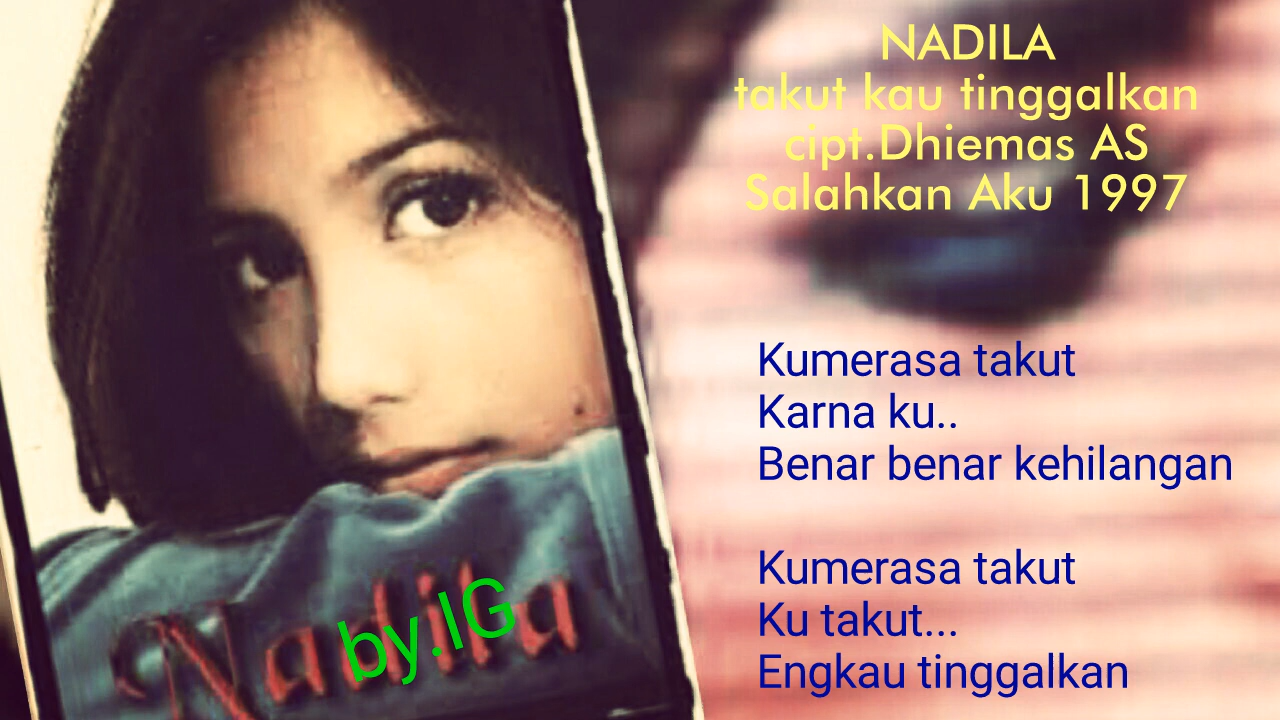 NADILA
takut kau tinggalkan
cipt.Dhiemas AS
Salahkan Aku 1997
Kumerasa takut
Karna ku..
Benar benar kehilangan
Kumerasa takut
Ku takut...
Engkau tinggalkan
Nadila
by.IG